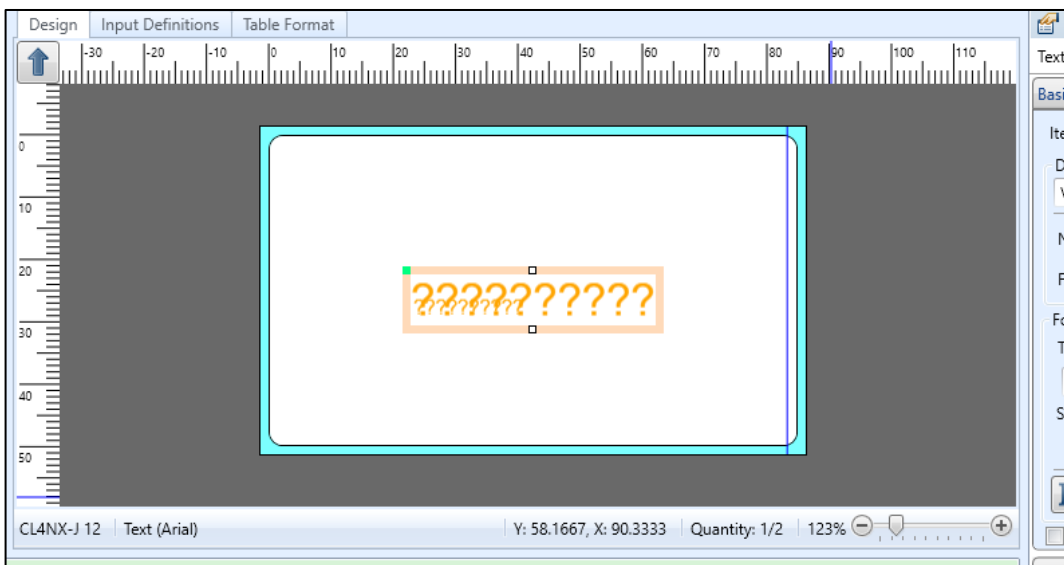 Design Input Definitions Table Format
-30 -20 -10 0 10 20 30 40 50 60 70 80 90 100 110
Text
Basi
Ite
D
0
10
N
20
F
??????????
?????????
Fo
30
T
40
S
50
CL4NX-J 12 Text (Arial) Y: 58.1667, X: 90.3333 Quantity: 1/2 123%